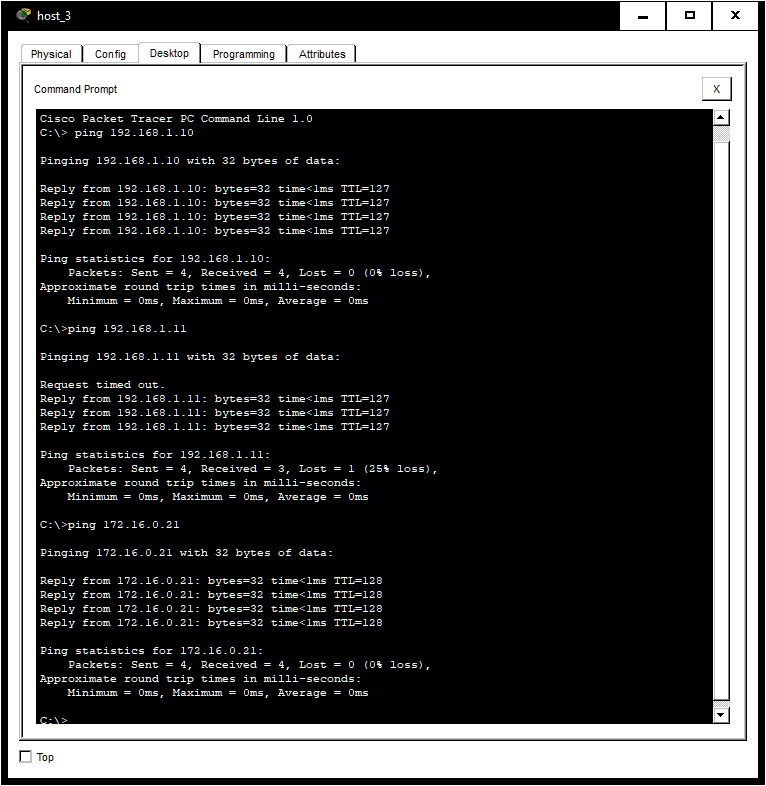 host_3
Physical Config Desktop Programming Attributes
Command Prompt
X
Cisco Packet Tracer PC Command Line 1.0
C:\> ping 192.168.1.10
Pinging 192.168.1.10 with 32 bytes of data:
Reply from 192.168.1.10: bytes=32 time<1ms TTL=127
Reply from 192.168.1.10: bytes=32 time<1ms TTL=127
Reply from 192.168.1.10: bytes=32 time<1ms TTL=127
Reply from 192.168.1.10: bytes=32 time<1ms TTL=127
Ping statistics for 192.168.1.10:
Packets: Sent = 4, Received = 4, Lost = 0 (0% loss),
Approximate round trip times in milli-seconds:
Minimum = 0ms, Maximum = 0ms, Average = 0ms
C:\>ping 192.168.1.11
Pinging 192.168.1.11 with 32 bytes of data:
Request timed out.
Reply from 192.168.1.11: bytes=32 time<1ms TTL=127
Reply from 192.168.1.11: bytes=32 time<1ms TTL=127
Reply from 192.168.1.11: bytes=32 time<1ms TTL=127
Ping statistics for 192.168.1.11:
Packets: Sent = 4, Received = 3, Lost = 1 (25% loss),
Approximate round trip times in milli-seconds:
Minimum = 0ms, Maximum = 0ms, Average = 0ms
C:\>ping 172.16.0.21
Pinging 172.16.0.21 with 32 bytes of data:
Reply from 172.16.0.21: bytes=32 time<1ms TTL=128
Reply from 172.16.0.21: bytes=32 time<1ms TTL=128
Reply from 172.16.0.21: bytes=32 time<1ms TTL=128
Reply from 172.16.0.21: bytes=32 time<1ms TTL=128
Ping statistics for 172.16.0.21:
Packets: Sent = 4, Received = 4, Lost = 0 (0% loss),
Approximate round trip times in milli-seconds:
Minimum = 0ms, Maximum = 0ms, Average = 0ms
C:\>
Top